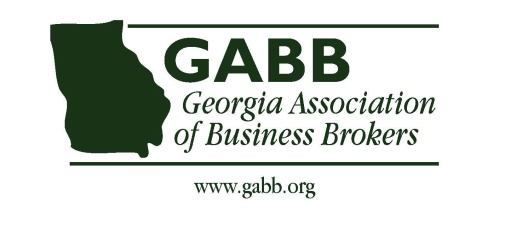 GABB
Georgia Association
of Business Brokers
www.gabb.org